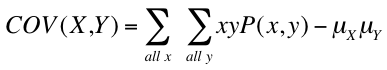 COV(X,Y) = ∑ ∑ xyP(x,y) − μ_X μ_Y
all x all y